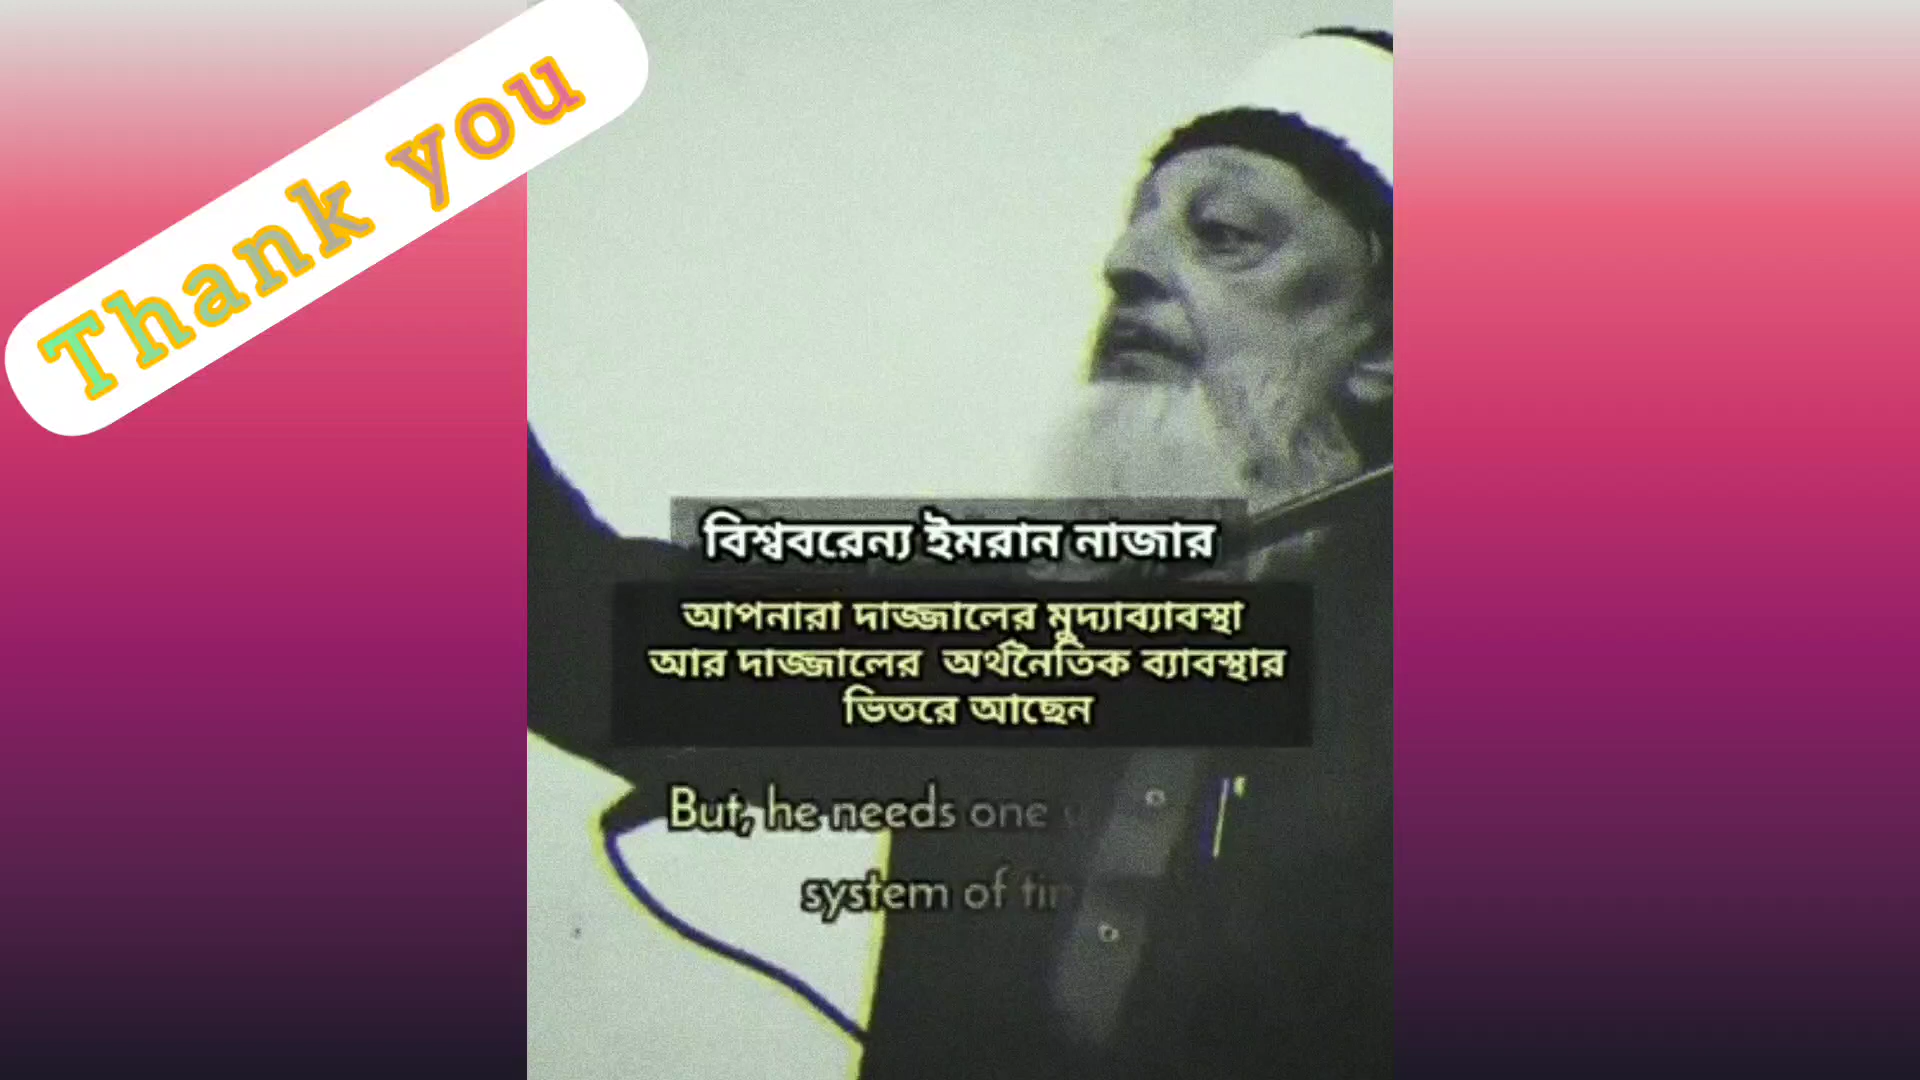 Thank you
বিশ্ববরেন্য ইমরান নাজার
আপনারা দাজ্জালের মুদ্যাব্যাবস্থা
আর দাজ্জালের অর্থনৈতিক ব্যাবস্থার
ভিতরে আছেন
But, he needs one
system of